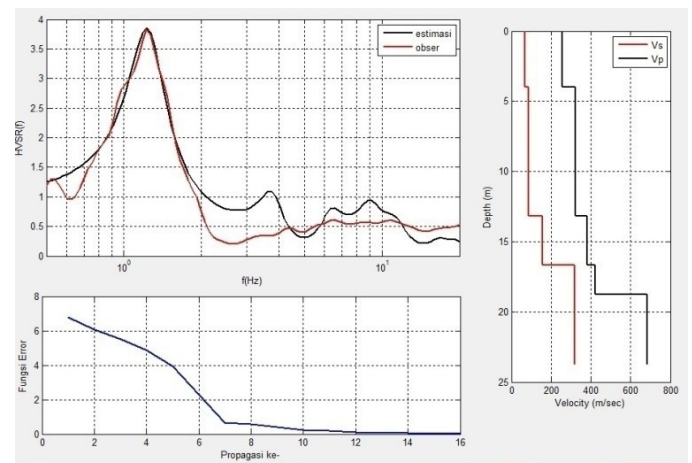 4
3.5
3
2.5
2
1.5
1
0.5
0
HVSR(f)
estimasi
obser
10^0
10^1
f(Hz)
8
6
4
2
0
Fungsi Error
0 2 4 6 8 10 12 14 16
Propagasi ke-
0
5
10
15
20
25
Depth (m)
Vs
Vp
0 200 400 600 800
Velocity (m/sec)